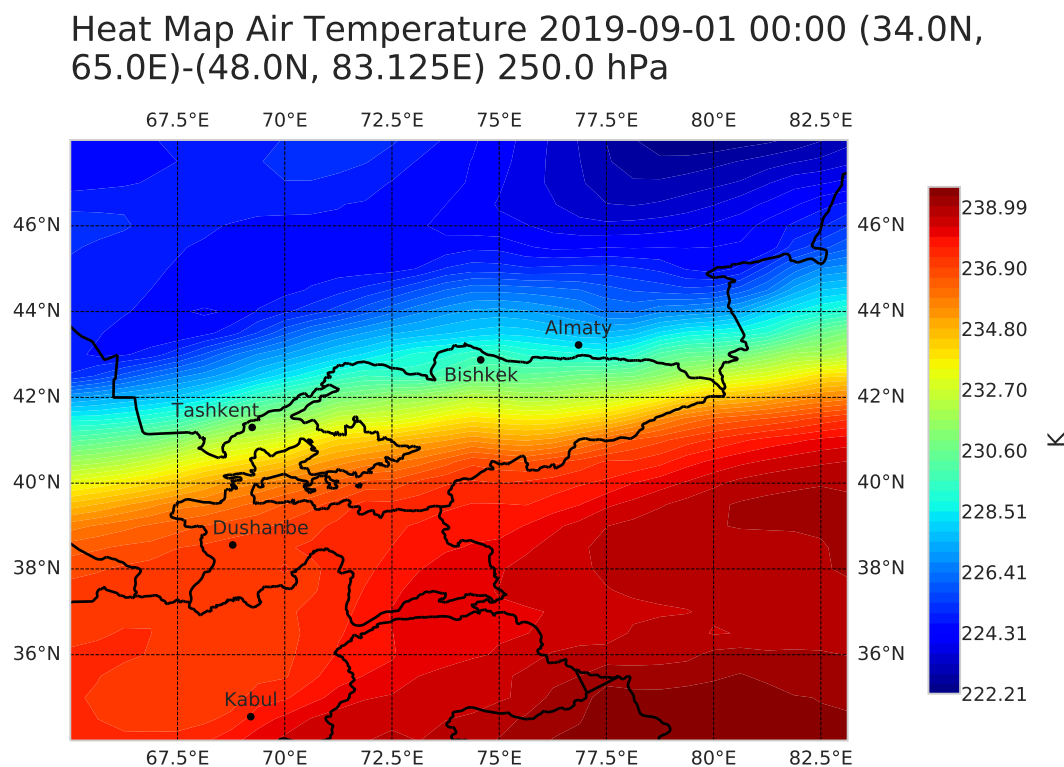 Heat Map Air Temperature 2019-09-01 00:00 (34.0N,
65.0E)-(48.0N, 83.125E) 250.0 hPa
67.5°E 70°E 72.5°E 75°E 77.5°E 80°E 82.5°E
46°N 46°N
44°N 44°N
42°N 42°N
40°N 40°N
38°N 38°N
36°N 36°N
Almaty
Bishkek
Tashkent
Dushanbe
Kabul
67.5°E 70°E 72.5°E 75°E 77.5°E 80°E 82.5°E
238.99
236.90
234.80
232.70
230.60
228.51
226.41
224.31
222.21
K